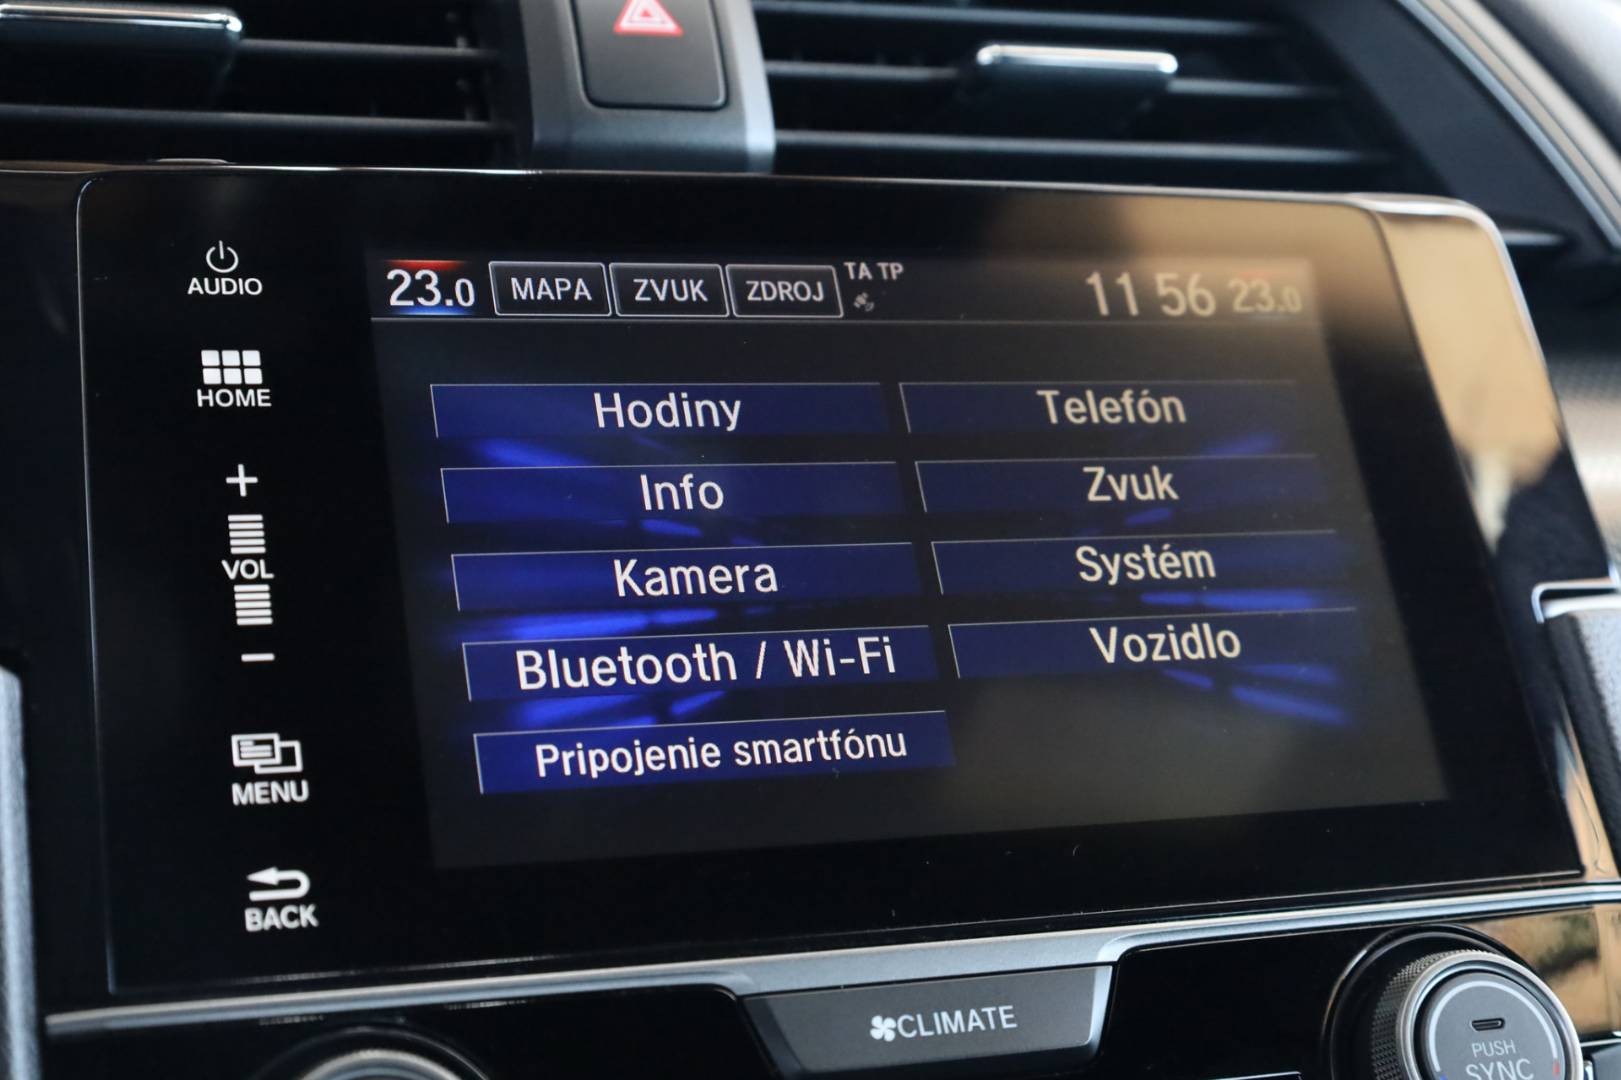 AUDIO
HOME
+
VOL
–
MENU
BACK
23.0 MAPA ZVUK ZDROJ TA TP 11 56 23.0
Hodiny Telefón
Info Zvuk
Kamera Systém
Bluetooth / Wi-Fi Vozidlo
Pripojenie smartfónu
CLIMATE
PUSH
SYNC